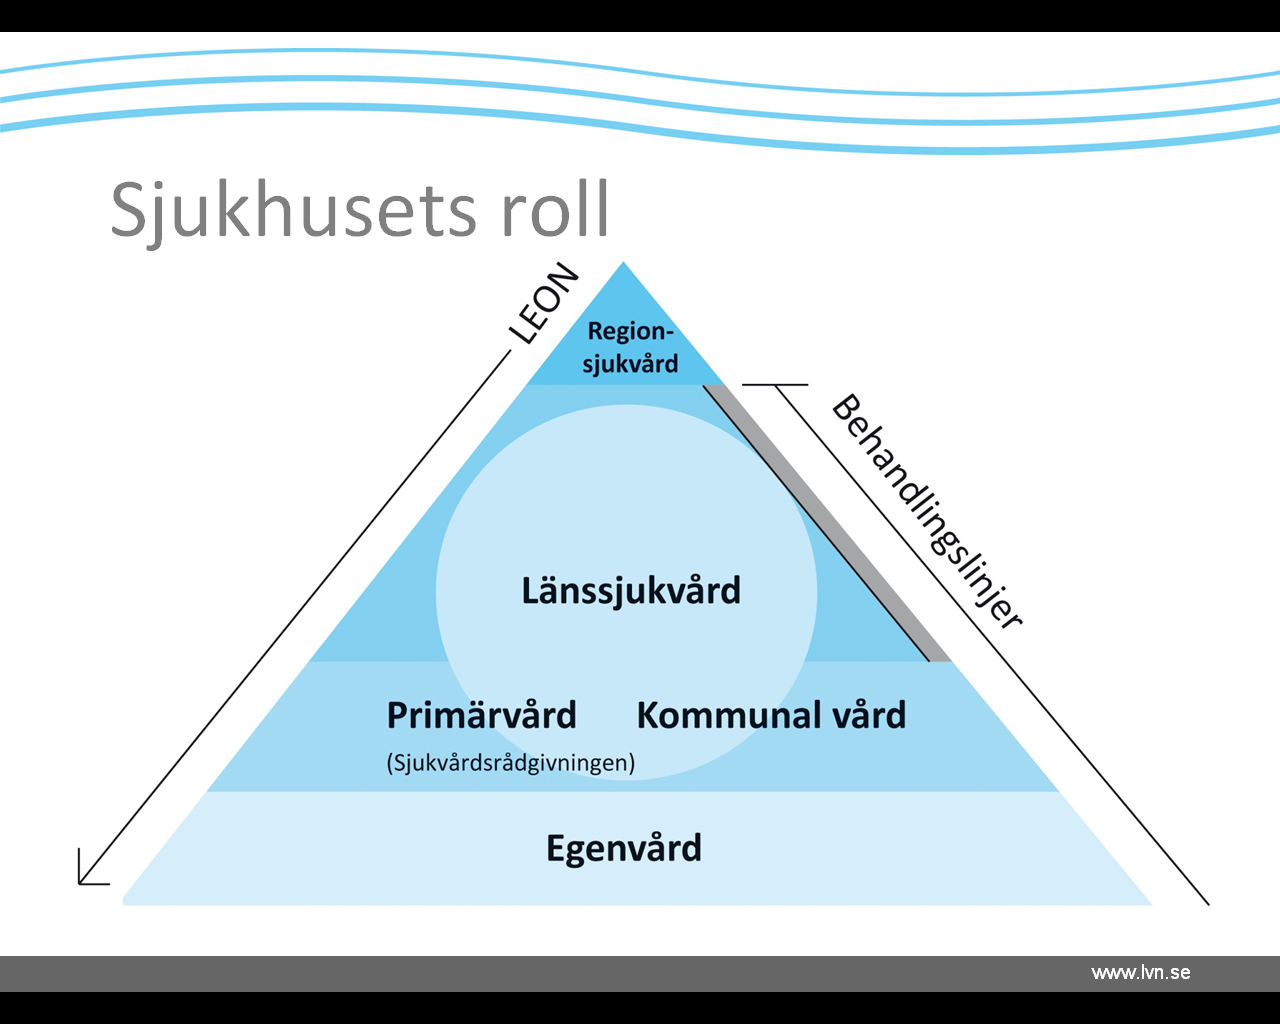 Sjukhusets roll
LEON
Region-
sjukvård
Behandlingslinjer
Länssjukvård
Primärvård
Kommunal vård
(Sjukvårdsrådgivningen)
Egenvård
www.lvn.se